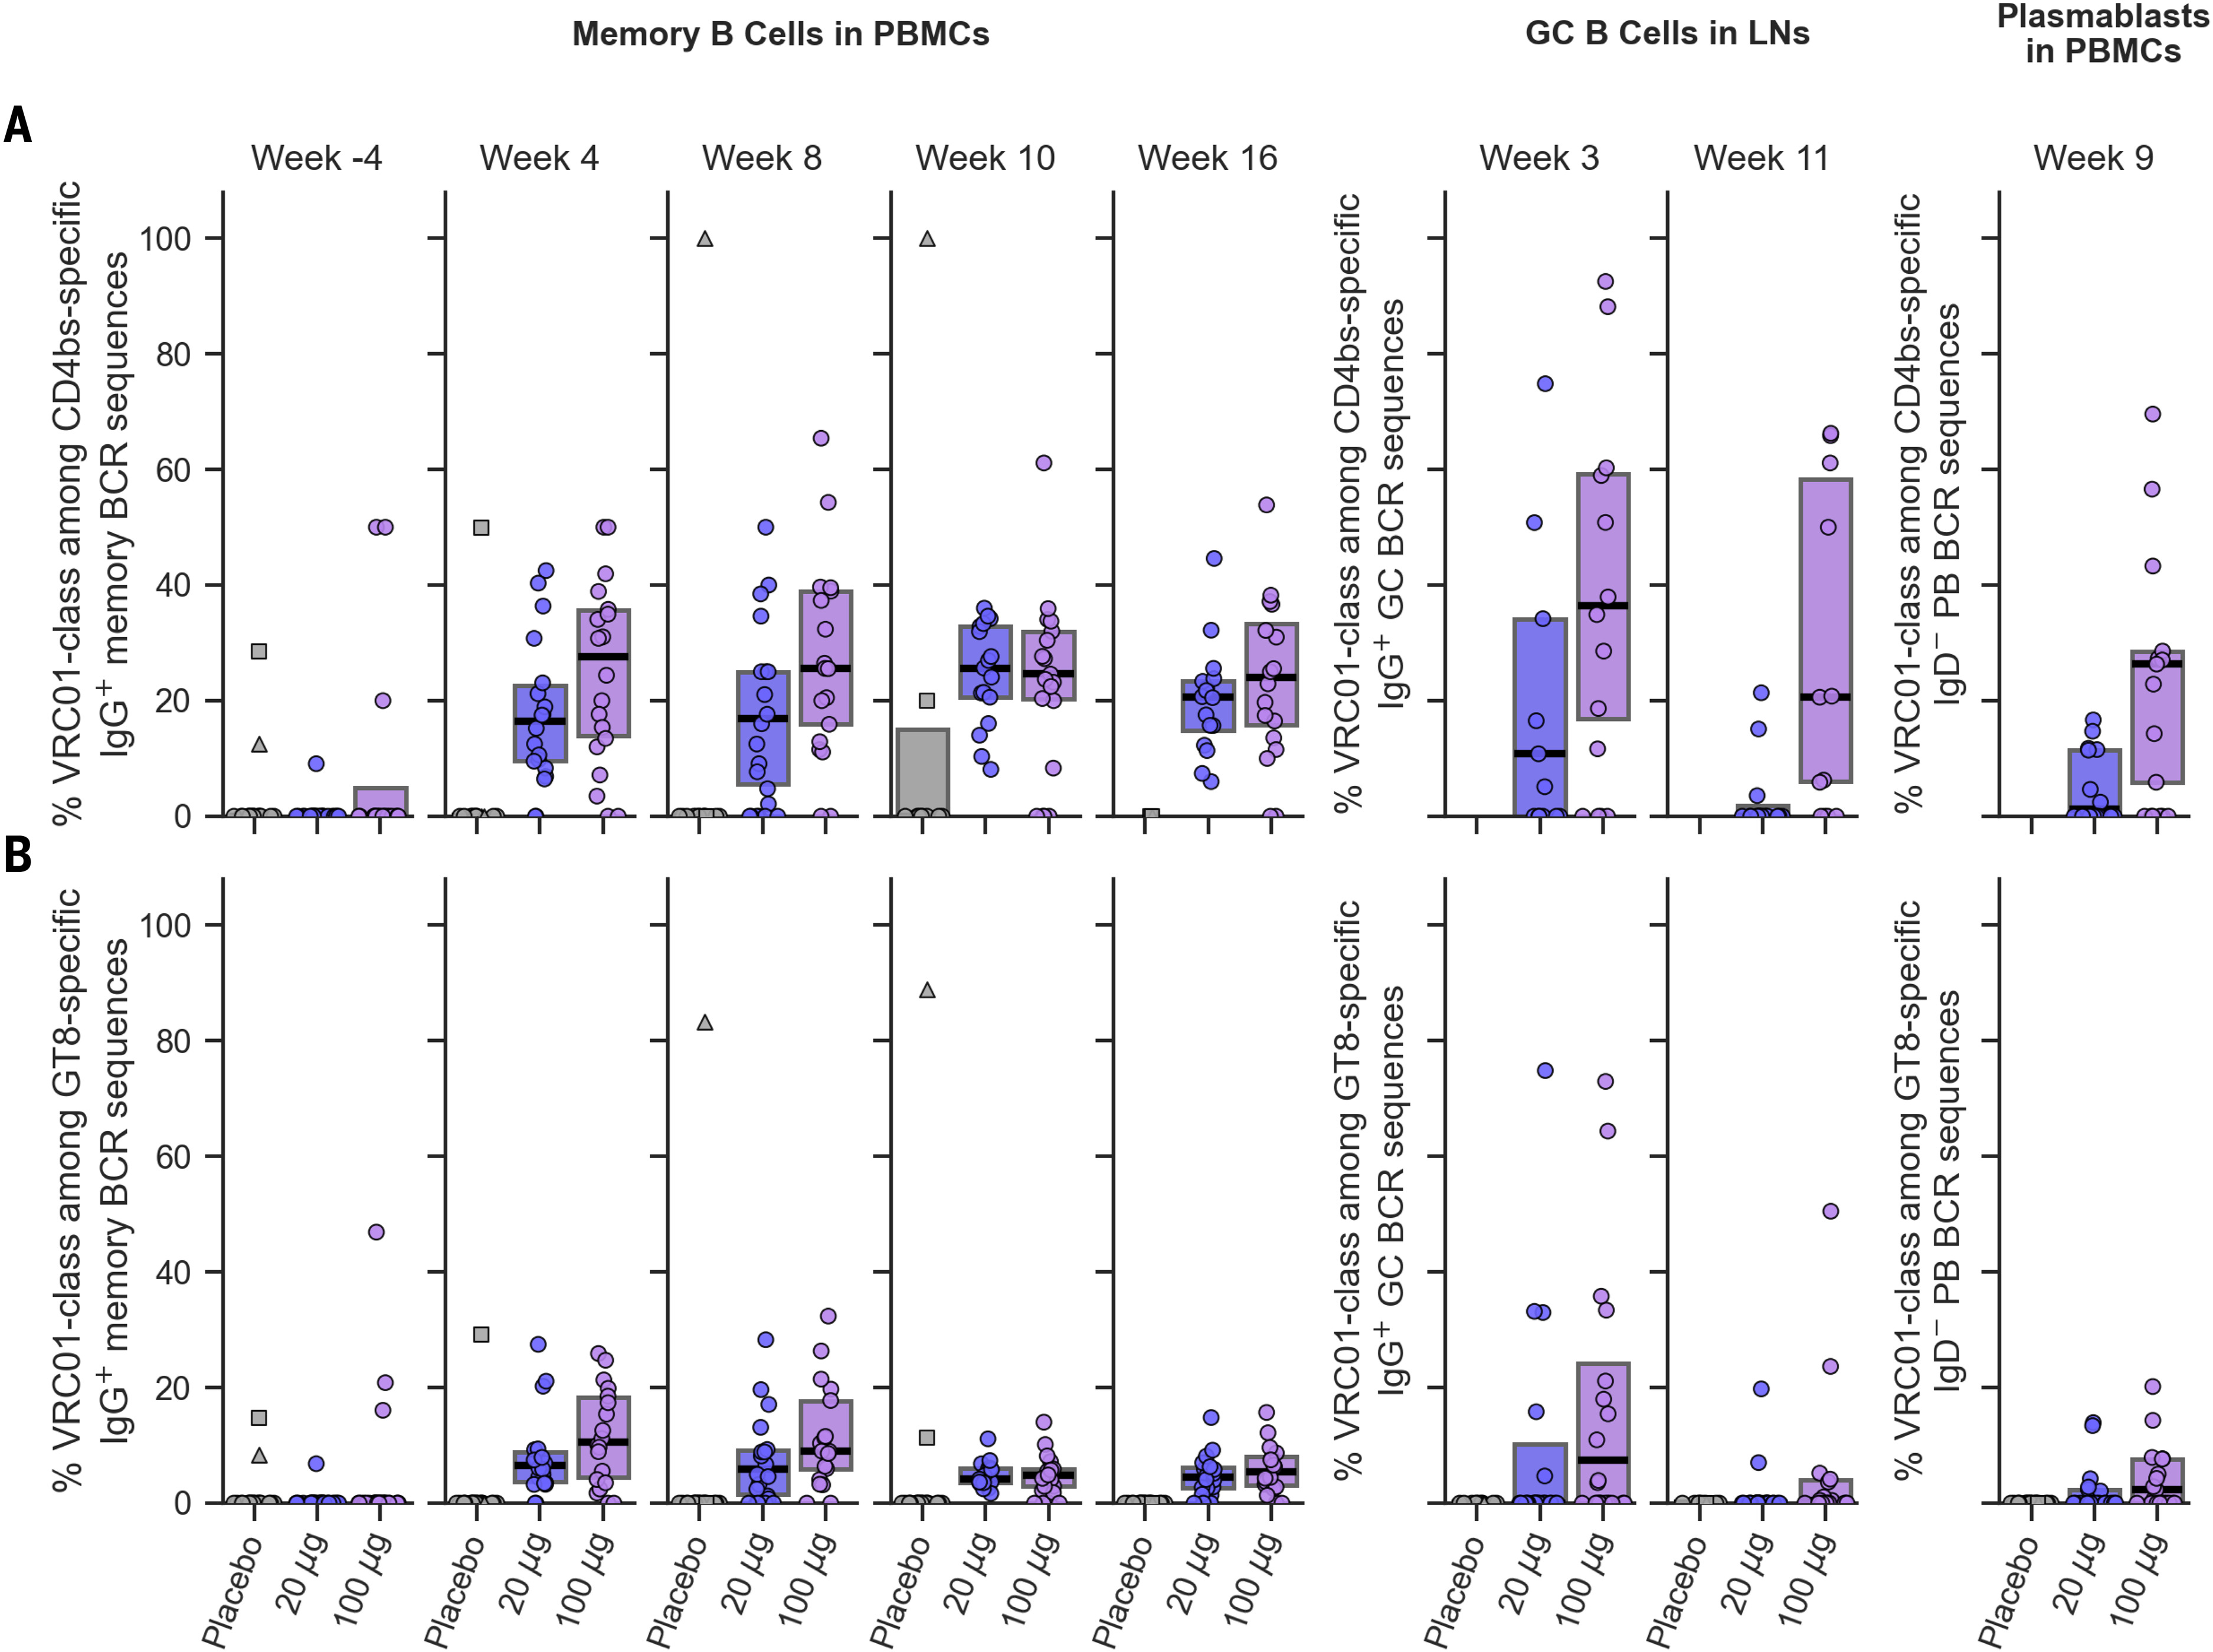 Memory B Cells in PBMCs
GC B Cells in LNs
Plasmablasts
in PBMCs
A
Week -4
Week 4
Week 8
Week 10
Week 16
Week 3
Week 11
Week 9
% VRC01-class among CD4bs-specific
IgG+ memory BCR sequences
100
80
60
40
20
0
% VRC01-class among CD4bs-specific
IgG+ GC BCR sequences
% VRC01-class among CD4bs-specific
IgD− PB BCR sequences
B
% VRC01-class among GT8-specific
IgG+ memory BCR sequences
100
80
60
40
20
0
% VRC01-class among GT8-specific
IgG+ GC BCR sequences
% VRC01-class among GT8-specific
IgD− PB BCR sequences
Placebo
20 µg
100 µg
Placebo
20 µg
100 µg
Placebo
20 µg
100 µg
Placebo
20 µg
100 µg
Placebo
20 µg
100 µg
Placebo
20 µg
100 µg
Placebo
20 µg
100 µg
Placebo
20 µg
100 µg